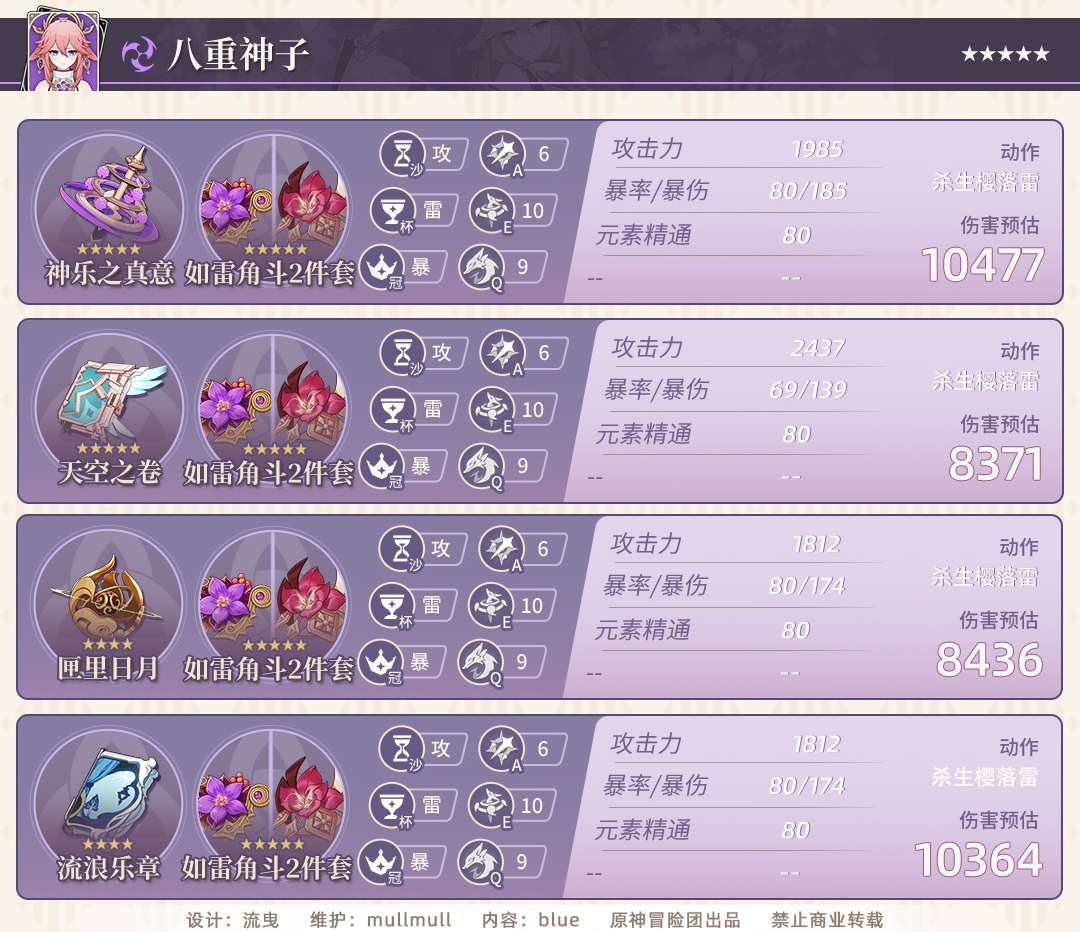 八重神子
★★★★★
神乐之真意
如雷角斗2件套
沙 攻
A 6
杯 雷
E 10
冠 暴
Q 9
攻击力 1985
暴率/暴伤 80/185
元素精通 80
-- --
动作
杀生樱落雷
伤害预估
10477
天空之卷
如雷角斗2件套
沙 攻
A 6
杯 雷
E 10
冠 暴
Q 9
攻击力 2437
暴率/暴伤 69/139
元素精通 80
-- --
动作
杀生樱落雷
伤害预估
8371
匣里日月
如雷角斗2件套
沙 攻
A 6
杯 雷
E 10
冠 暴
Q 9
攻击力 1812
暴率/暴伤 80/174
元素精通 80
-- --
动作
杀生樱落雷
伤害预估
8436
流浪乐章
如雷角斗2件套
沙 攻
A 6
杯 雷
E 10
冠 暴
Q 9
攻击力 1812
暴率/暴伤 80/174
元素精通 80
-- --
动作
杀生樱落雷
伤害预估
10364
设计：流曳 维护：mullmull 内容：blue 原神冒险团出品 禁止商业转载